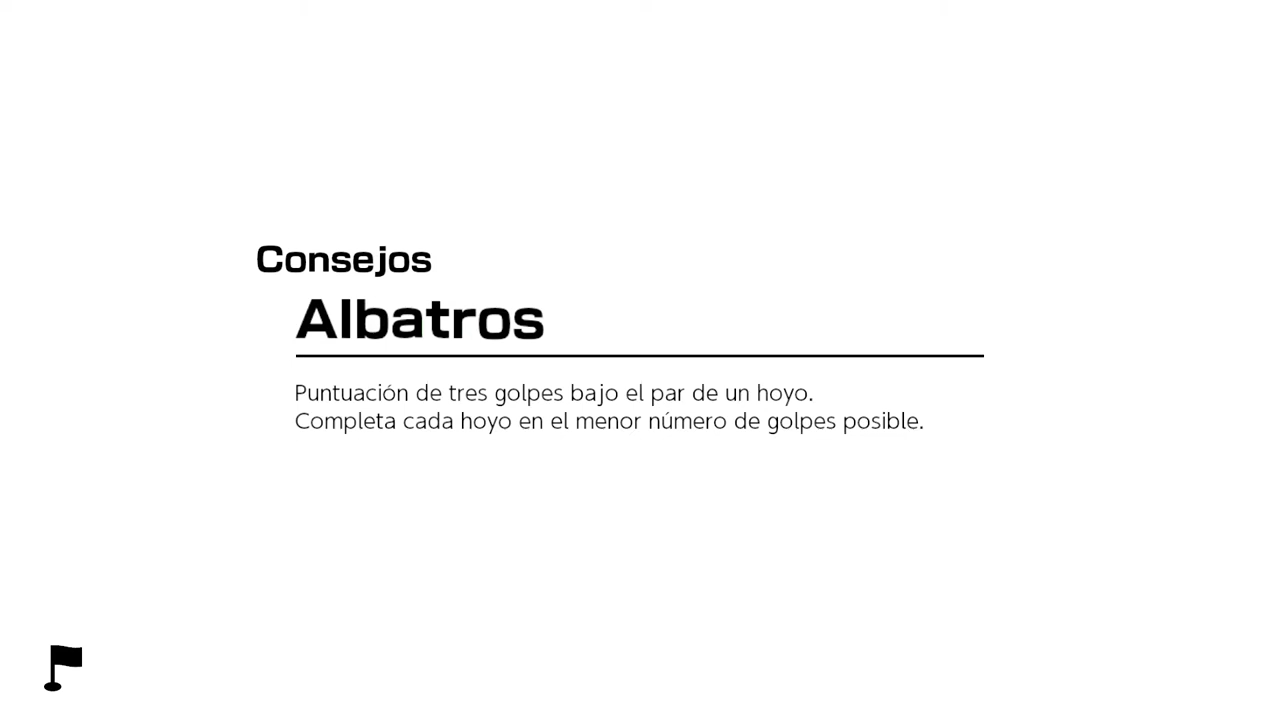 Consejos
Albatros
Puntuación de tres golpes bajo el par de un hoyo.
Completa cada hoyo en el menor número de golpes posible.